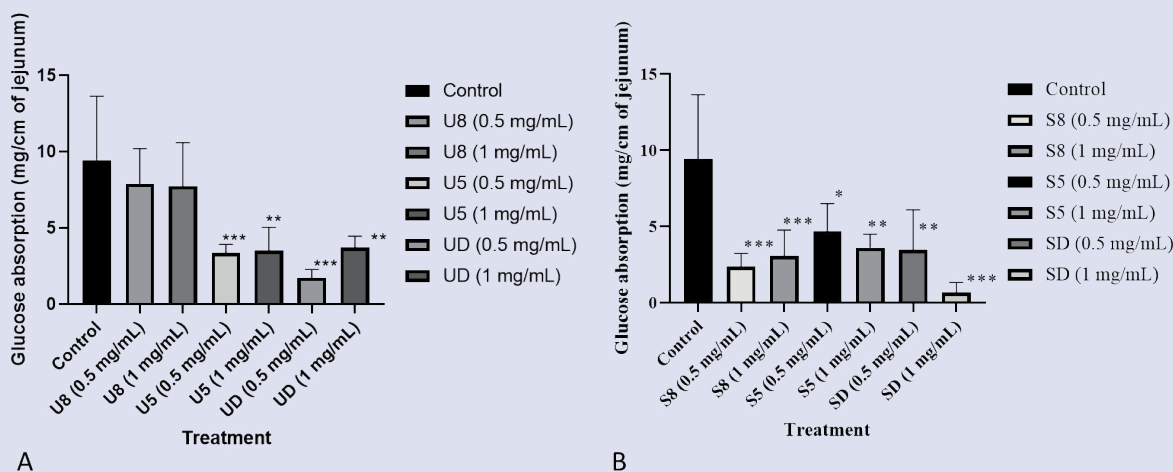 Glucose absorption (mg/cm of jejunum)
15
10
5
0
***
**
***
**
Control
U8 (0.5 mg/mL)
U8 (1 mg/mL)
U5 (0.5 mg/mL)
U5 (1 mg/mL)
UD (0.5 mg/mL)
UD (1 mg/mL)
Treatment
Control
U8 (0.5 mg/mL)
U8 (1 mg/mL)
U5 (0.5 mg/mL)
U5 (1 mg/mL)
UD (0.5 mg/mL)
UD (1 mg/mL)
A
Glucose absorption (mg/cm of jejunum)
15
10
5
0
***
***
*
**
**
***
Control
S8 (0.5 mg/mL)
S8 (1 mg/mL)
S5 (0.5 mg/mL)
S5 (1 mg/mL)
SD (0.5 mg/mL)
SD (1 mg/mL)
Treatment
Control
S8 (0.5 mg/mL)
S8 (1 mg/mL)
S5 (0.5 mg/mL)
S5 (1 mg/mL)
SD (0.5 mg/mL)
SD (1 mg/mL)
B